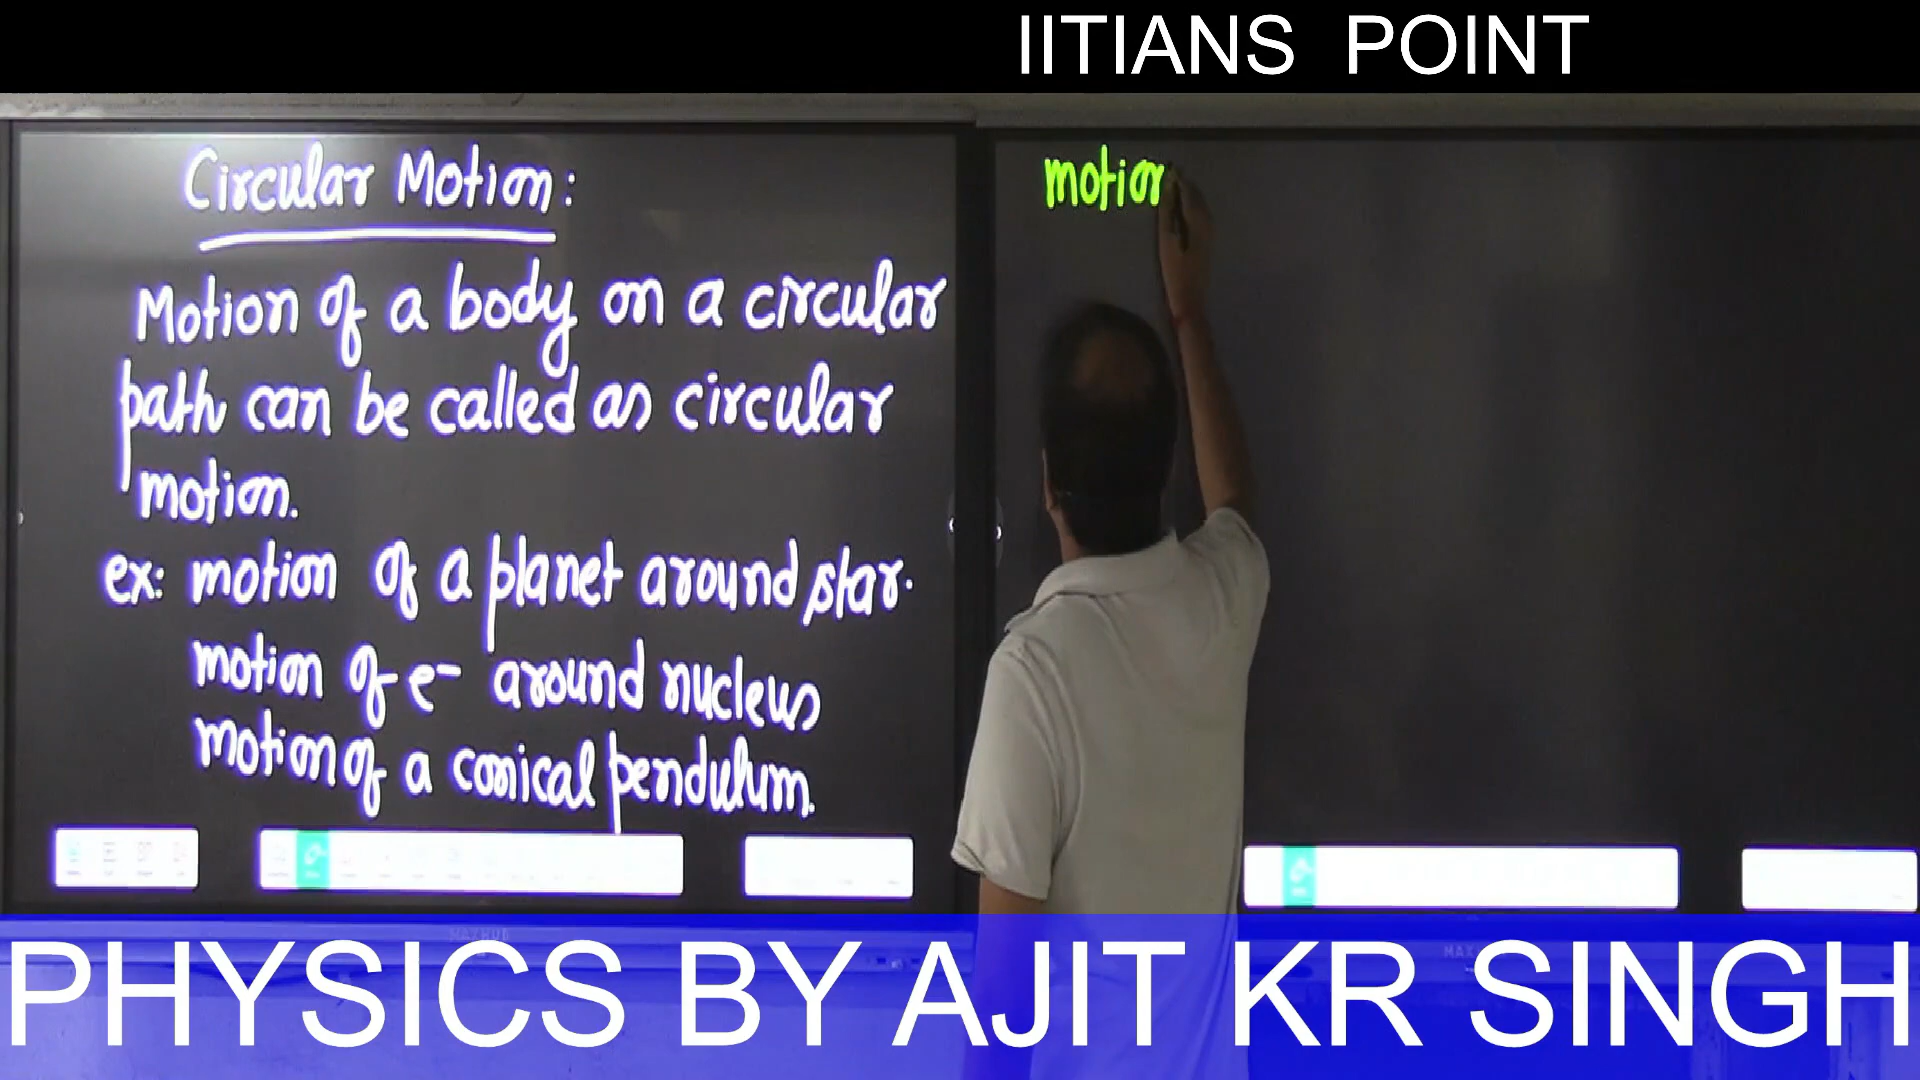 IITIANS POINT
Circular Motion:
Motion of a body on a circular
path can be called as circular
motion.
ex: motion of a planet around star.
motion of e⁻ around nucleus
motion of a conical pendulum.
motion
PHYSICS BY AJIT KR SINGH